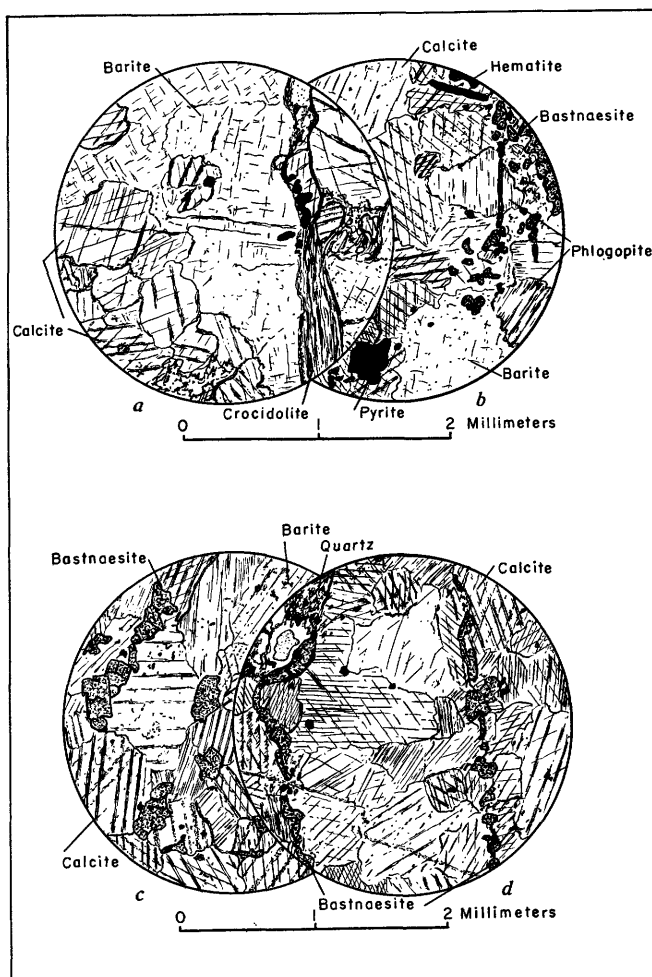 Calcite
Barite
Hematite
Bastnaesite
Phlogopite
Calcite
Barite
Crocidolite
Pyrite
a
b
0 1 2 Millimeters
Barite
Quartz
Bastnaesite
Calcite
Calcite
c
Bastnaesite
d
0 1 2 Millimeters